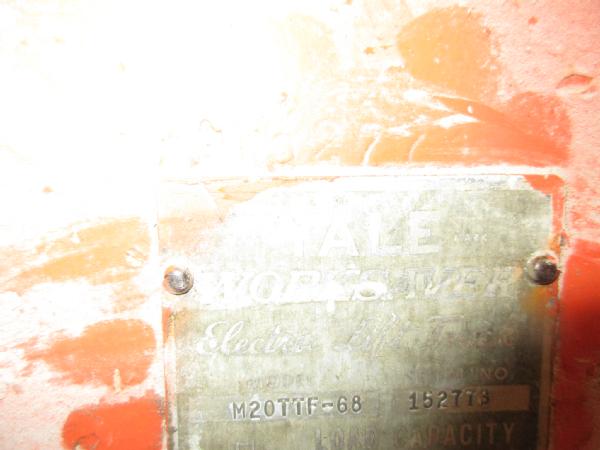 YALE
WORKSAVER
Electric Lift Truck
MODEL SERIAL NO.
M20TTF-68 152773
LOAD CAPACITY